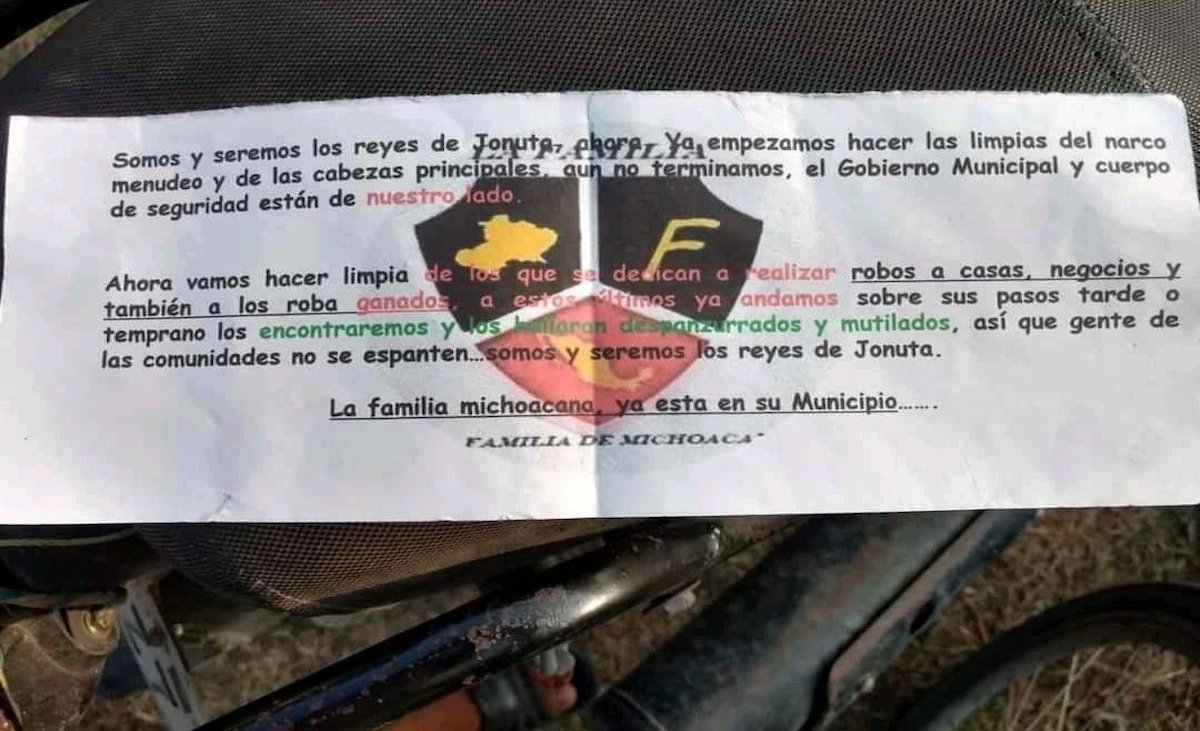 Somos y seremos los reyes de Jonuta, ahora. Ya empezamos hacer las limpias del narco
menudeo y de las cabezas principales, aun no terminamos, el Gobierno Municipal y cuerpo
de seguridad están de nuestro lado.
LA FAMILIA
F
Ahora vamos hacer limpia de los que se dedican a realizar robos a casas, negocios y
también a los roba ganados, a estos últimos ya andamos sobre sus pasos tarde o
temprano los encontraremos y los hallaran despanzurrados y mutilados, así que gente de
las comunidades no se espanten...somos y seremos los reyes de Jonuta.
La familia michoacana, ya esta en su Municipio.......
FAMILIA DE MICHOACA